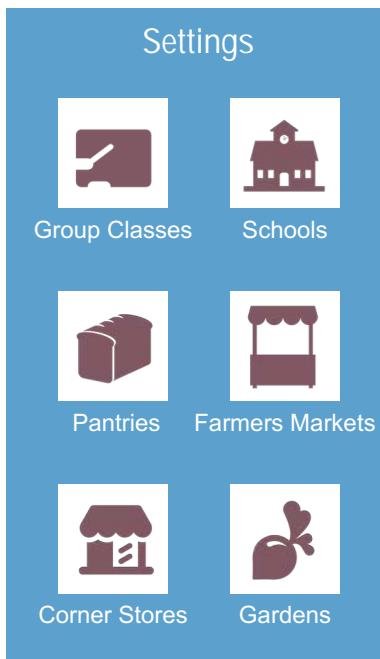 Settings
Group Classes
Schools
Pantries
Farmers Markets
Corner Stores
Gardens